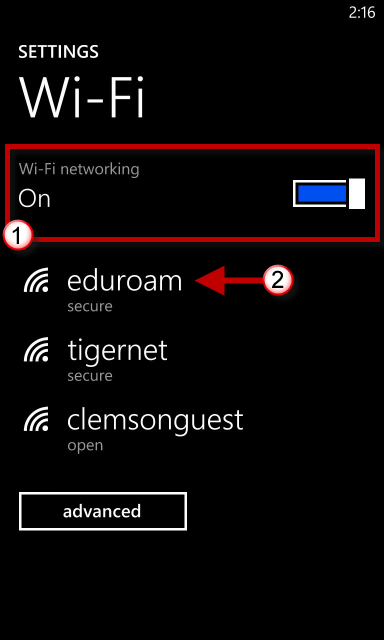 2:16
SETTINGS
Wi-Fi
Wi-Fi networking
On
1
eduroam
2
secure
tigernet
secure
clemsonguest
open
advanced